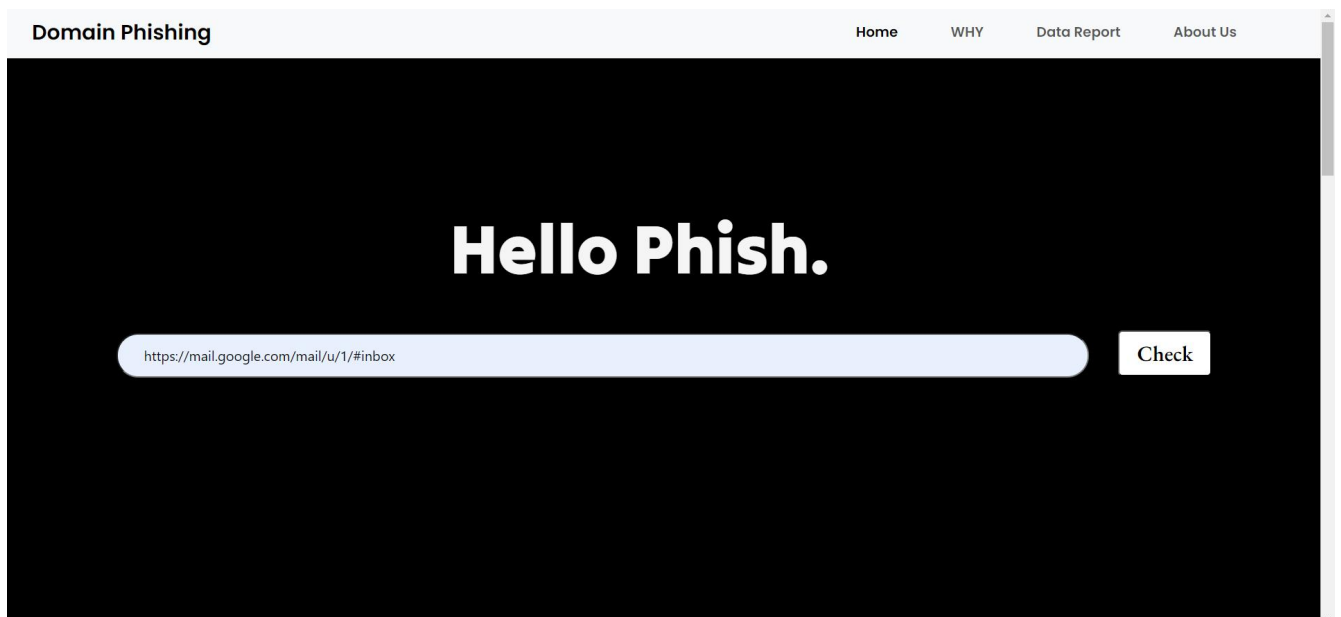 Domain Phishing Home WHY Data Report About Us
Hello Phish.
https://mail.google.com/mail/u/1/#inbox Check